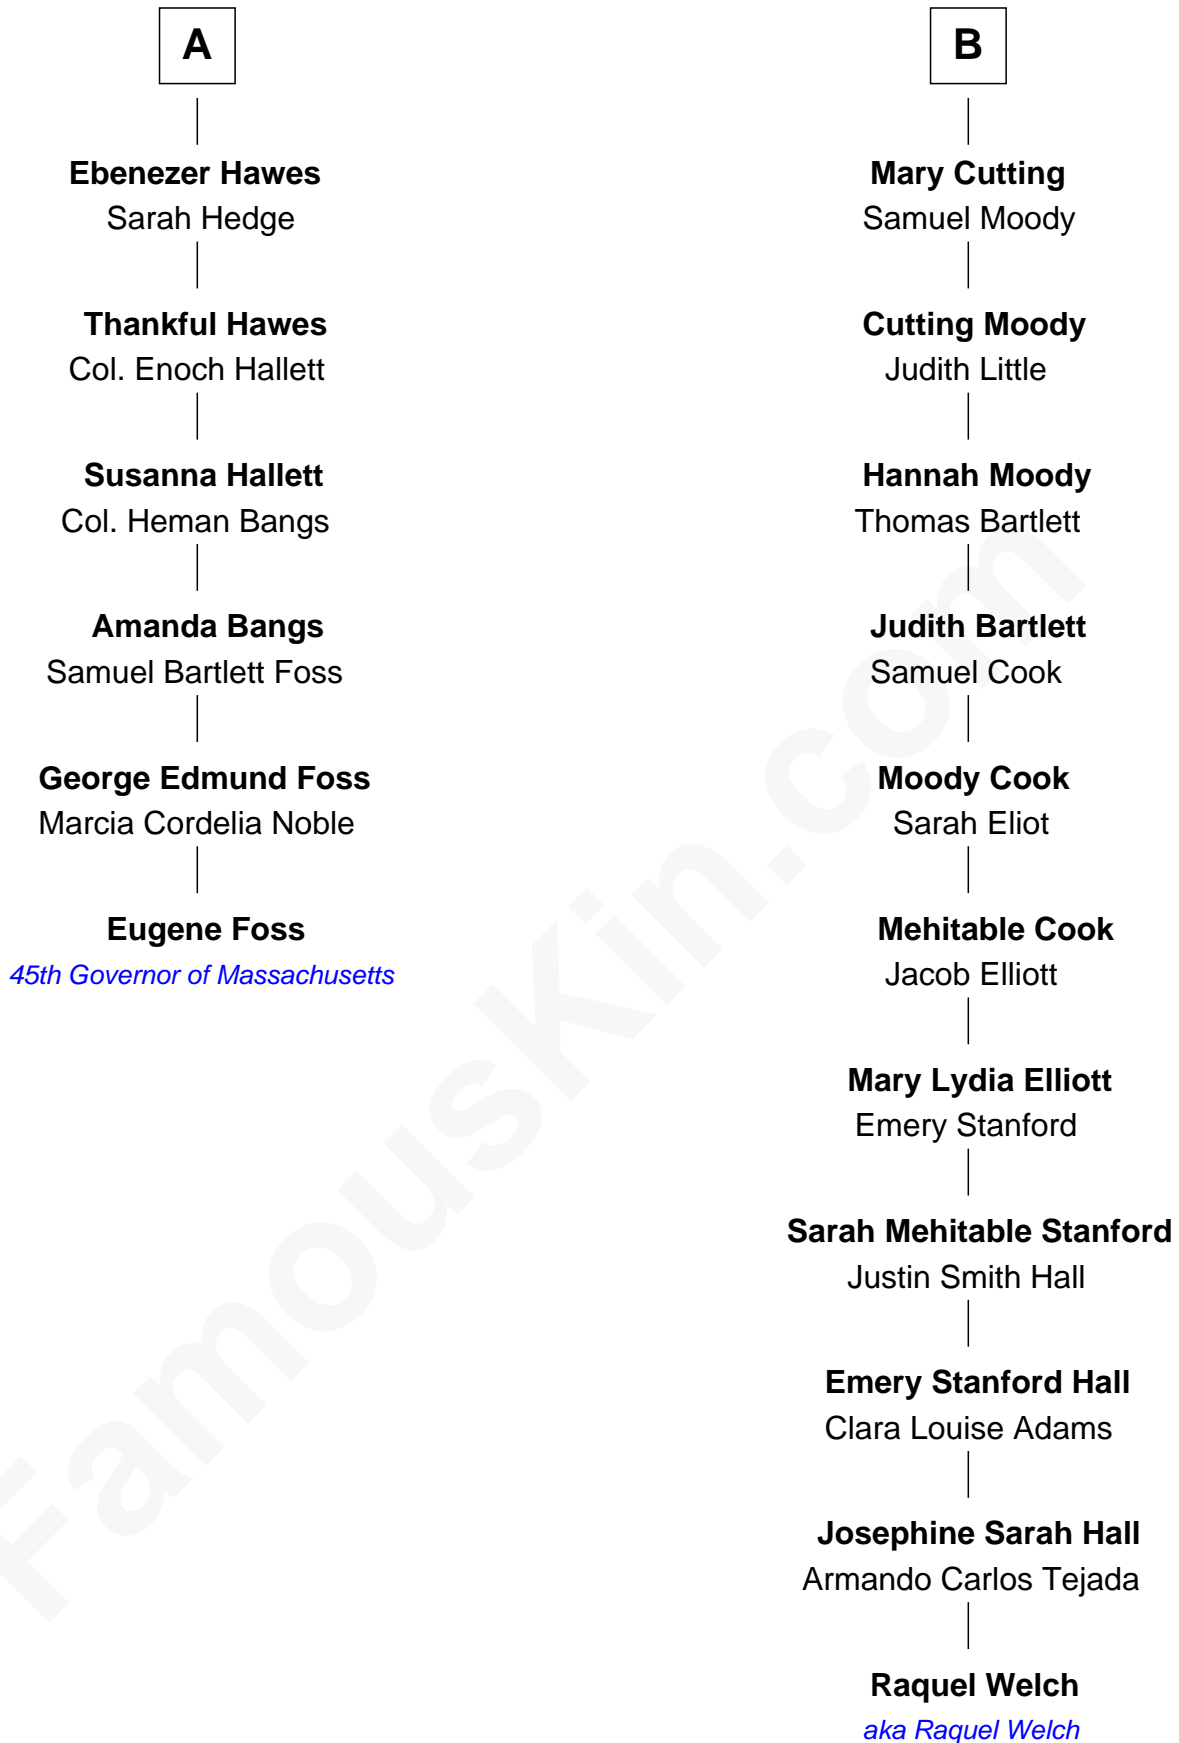 A
Ebenezer Hawes
Sarah Hedge
Thankful Hawes
Col. Enoch Hallett
Susanna Hallett
Col. Heman Bangs
Amanda Bangs
Samuel Bartlett Foss
George Edmund Foss
Marcia Cordelia Noble
Eugene Foss
45th Governor of Massachusetts
B
Mary Cutting
Samuel Moody
Cutting Moody
Judith Little
Hannah Moody
Thomas Bartlett
Judith Bartlett
Samuel Cook
Moody Cook
Sarah Eliot
Mehitable Cook
Jacob Elliott
Mary Lydia Elliott
Emery Stanford
Sarah Mehitable Stanford
Justin Smith Hall
Emery Stanford Hall
Clara Louise Adams
Josephine Sarah Hall
Armando Carlos Tejada
Raquel Welch
aka Raquel Welch
FamousKin.com